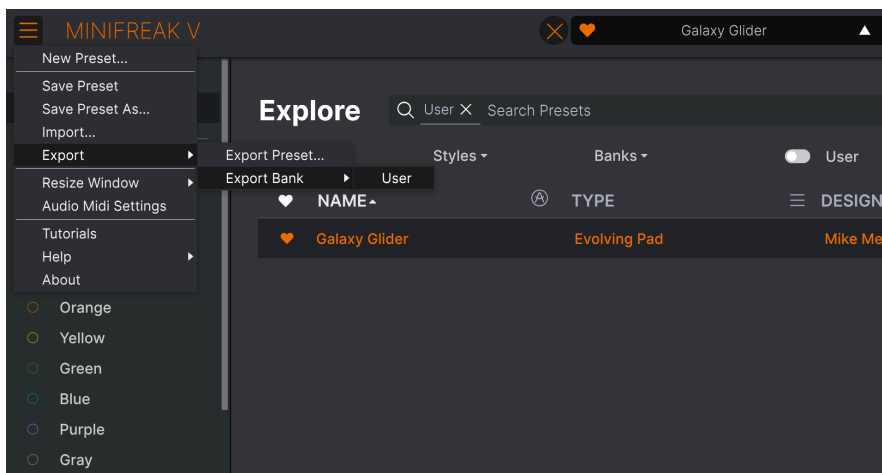 MINIFREAK V
Galaxy Glider
New Preset...
Save Preset
Save Preset As...
Import...
Export
Resize Window
Audio Midi Settings
Tutorials
Help
About
Export Preset...
Export Bank
User
Explore
User
Search Presets
Styles
Banks
User
NAME
TYPE
DESIGN
Galaxy Glider
Evolving Pad
Mike Me
Orange
Yellow
Green
Blue
Purple
Gray